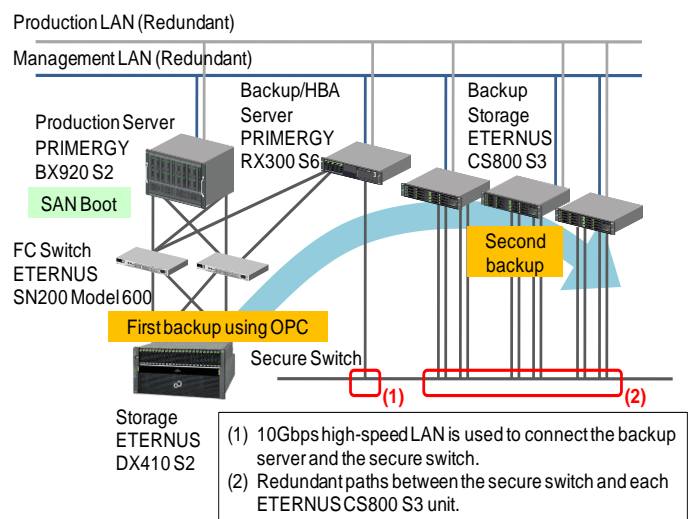 Production LAN (Redundant)
Management LAN (Redundant)
Backup/HBA
Server
PRIMERGY
RX300 S6
Backup
Storage
ETERNUS
CS800 S3
Production Server
PRIMERGY
BX920 S2
SAN Boot
FC Switch
ETERNUS
SN200 Model 600
Second
backup
First backup using OPC
Secure Switch
(1)
(2)
Storage
ETERNUS
DX410 S2
(1) 10Gbps high-speed LAN is used to connect the backup
server and the secure switch.
(2) Redundant paths between the secure switch and each
ETERNUS CS800 S3 unit.